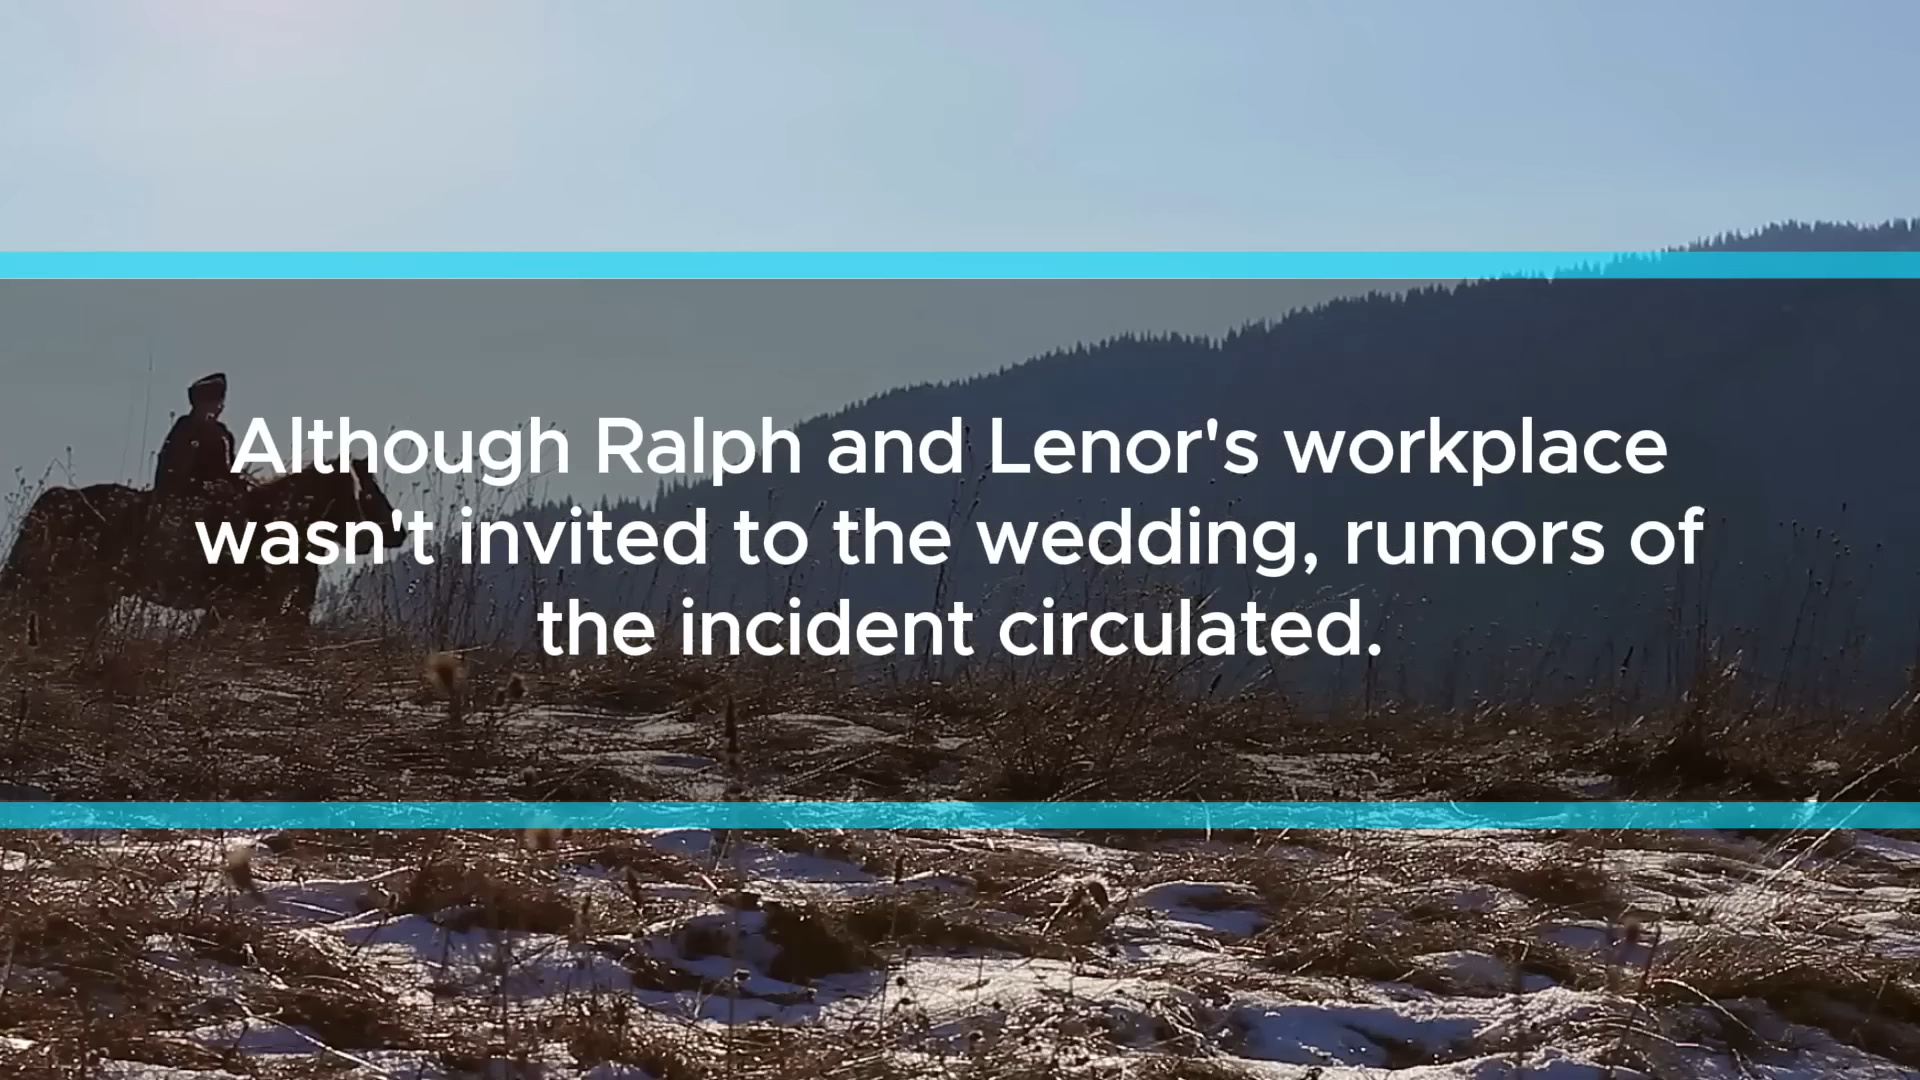 Although Ralph and Lenor's workplace
wasn't invited to the wedding, rumors of
the incident circulated.